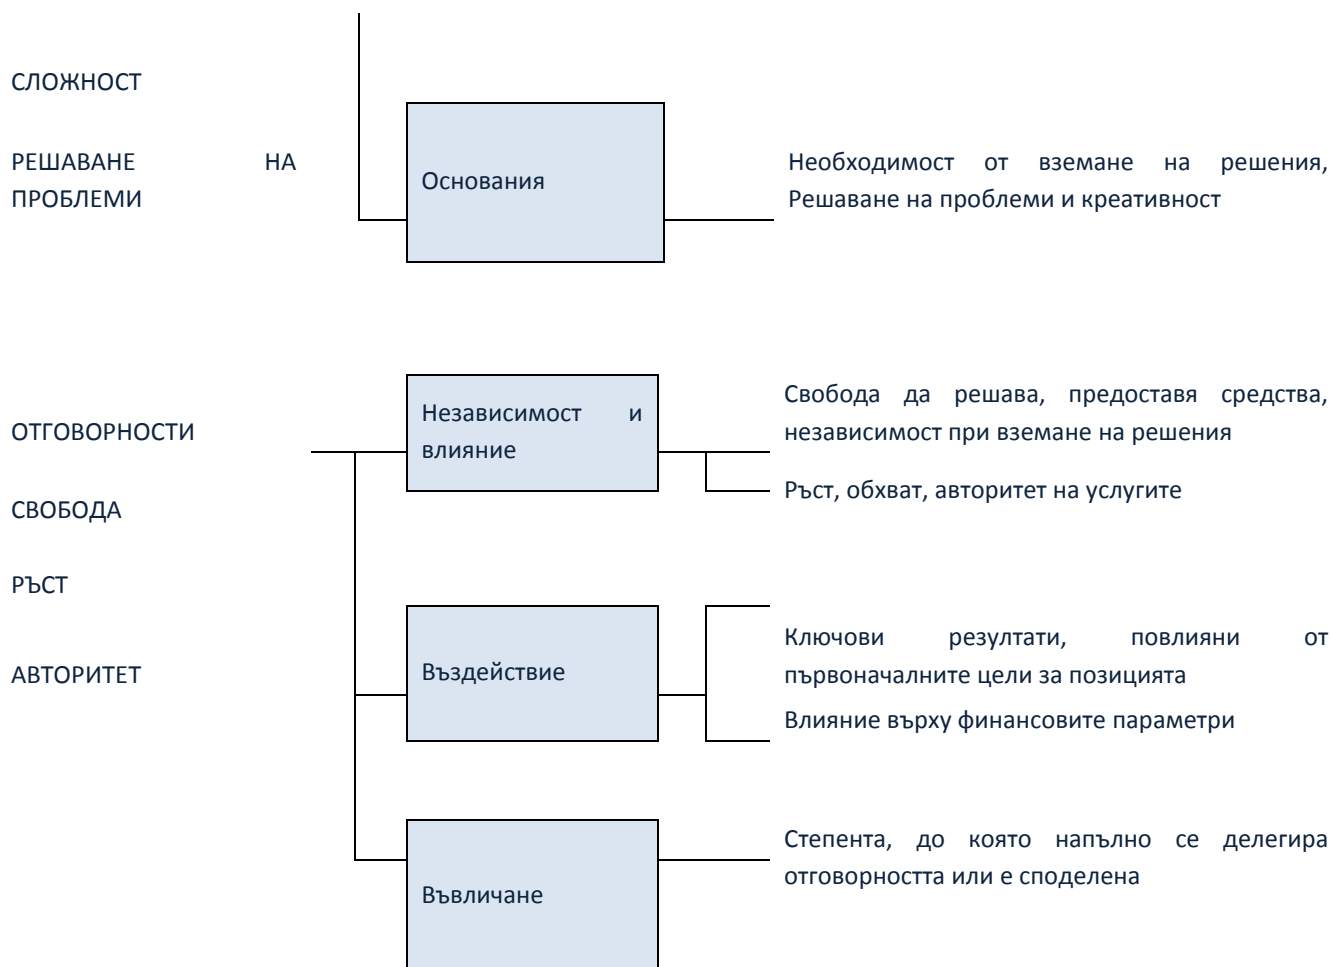 СЛОЖНОСТ
РЕШАВАНЕ НА
ПРОБЛЕМИ
Основания
Необходимост от вземане на решения,
Решаване на проблеми и креативност
ОТГОВОРНОСТИ
СВОБОДА
РЪСТ
АВТОРИТЕТ
Независимост и
влияние
Свобода да решава, предоставя средства,
независимост при вземане на решения
Ръст, обхват, авторитет на услугите
Въздействие
Ключови резултати, повлияни от
първоначалните цели за позицията
Влияние върху финансовите параметри
Въвличане
Степента, до която напълно се делегира
отговорността или е споделена